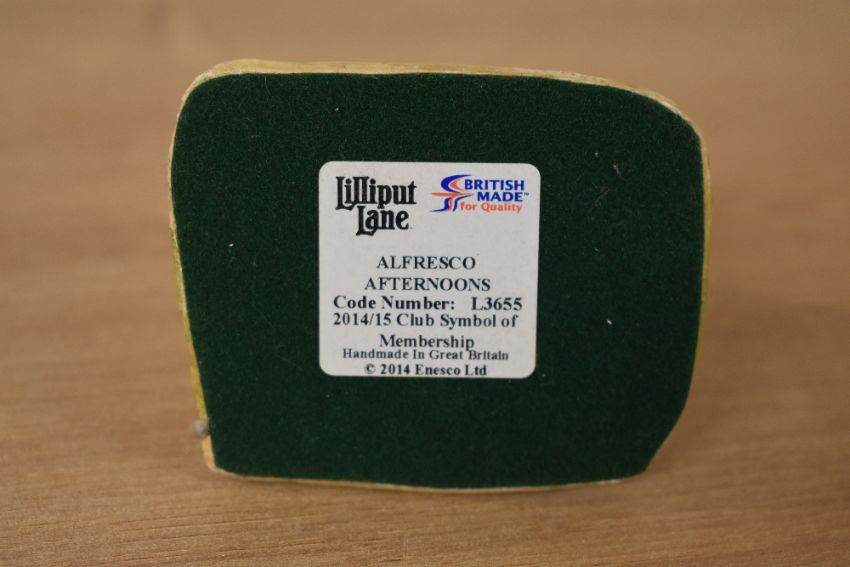 Lilliput
Lane
BRITISH
MADE™
for Quality
ALFRESCO
AFTERNOONS
Code Number: L3655
2014/15 Club Symbol of
Membership
Handmade In Great Britain
© 2014 Enesco Ltd